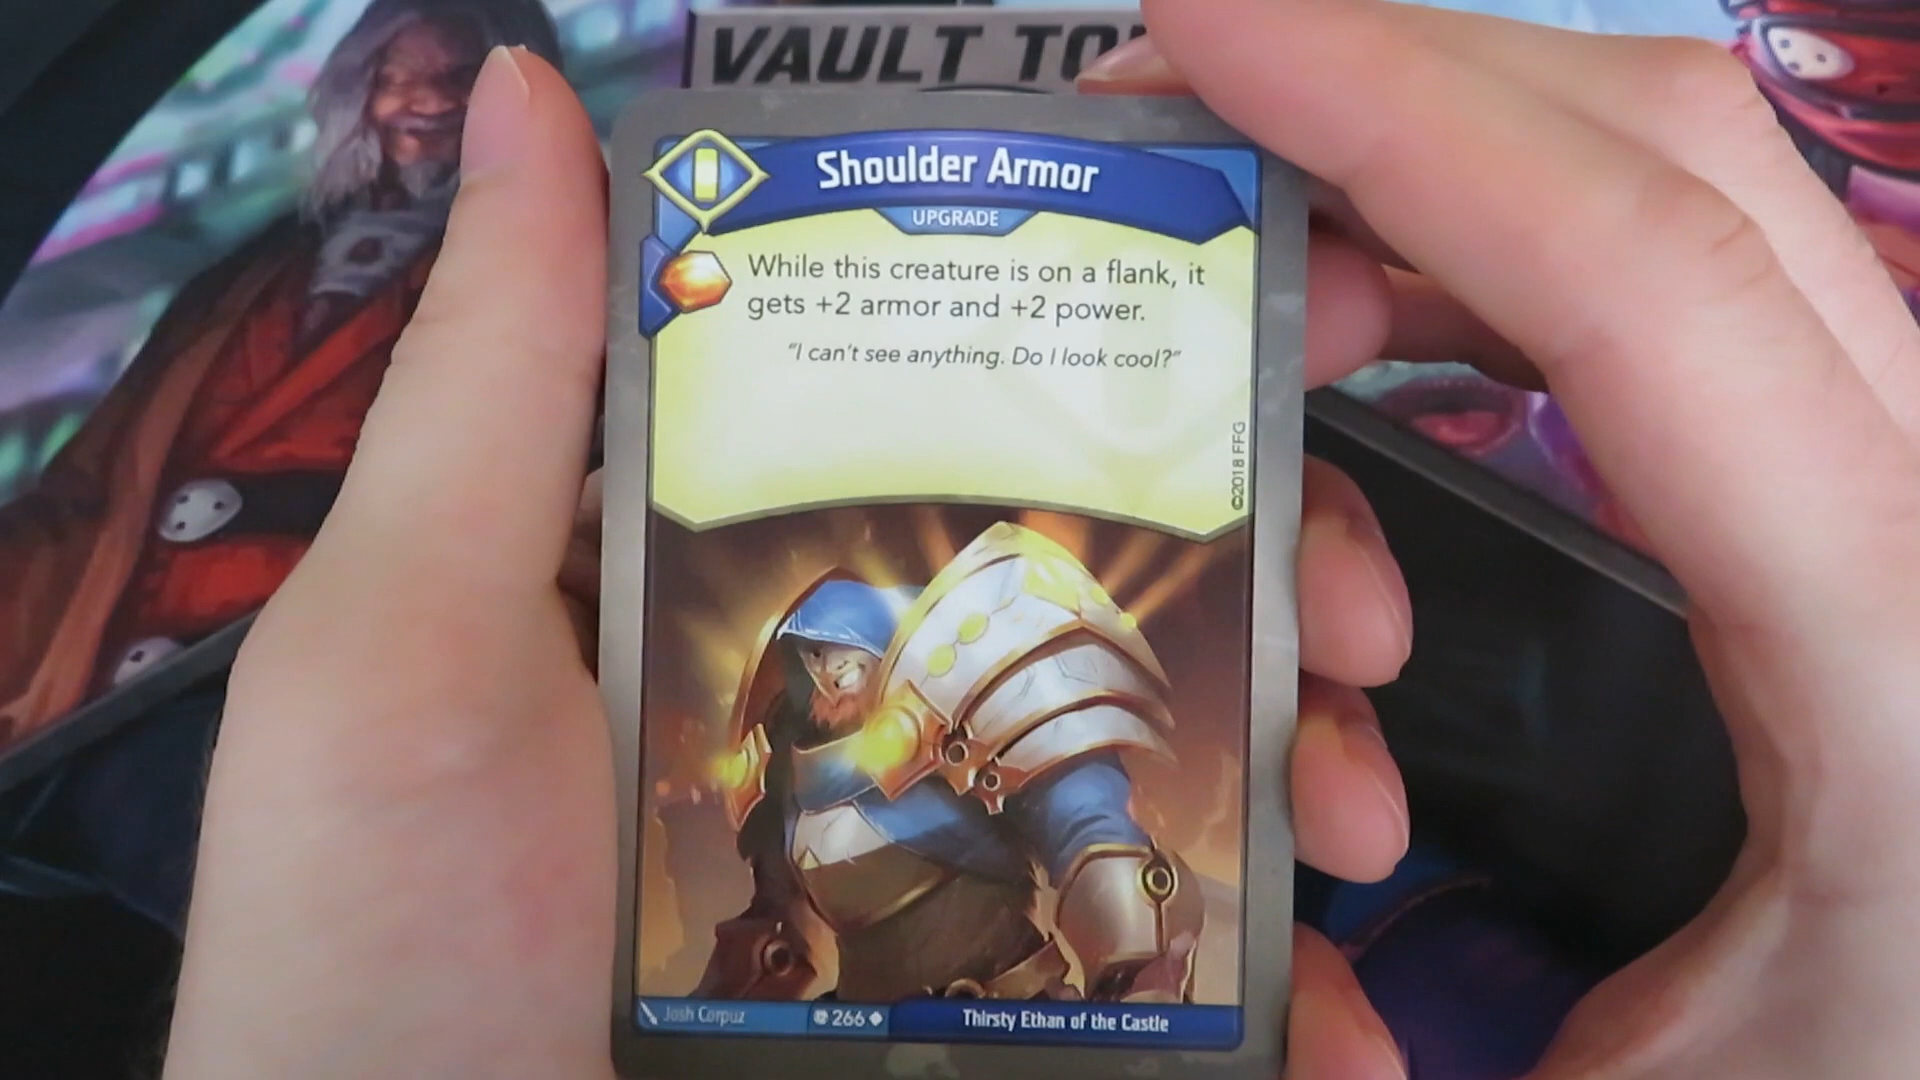 VAULT
Shoulder Armor
UPGRADE
While this creature is on a flank, it
gets +2 armor and +2 power.
"I can't see anything. Do I look cool?"
©2018 FFG
Josh Corpuz
266
Thirsty Ethan of the Castle